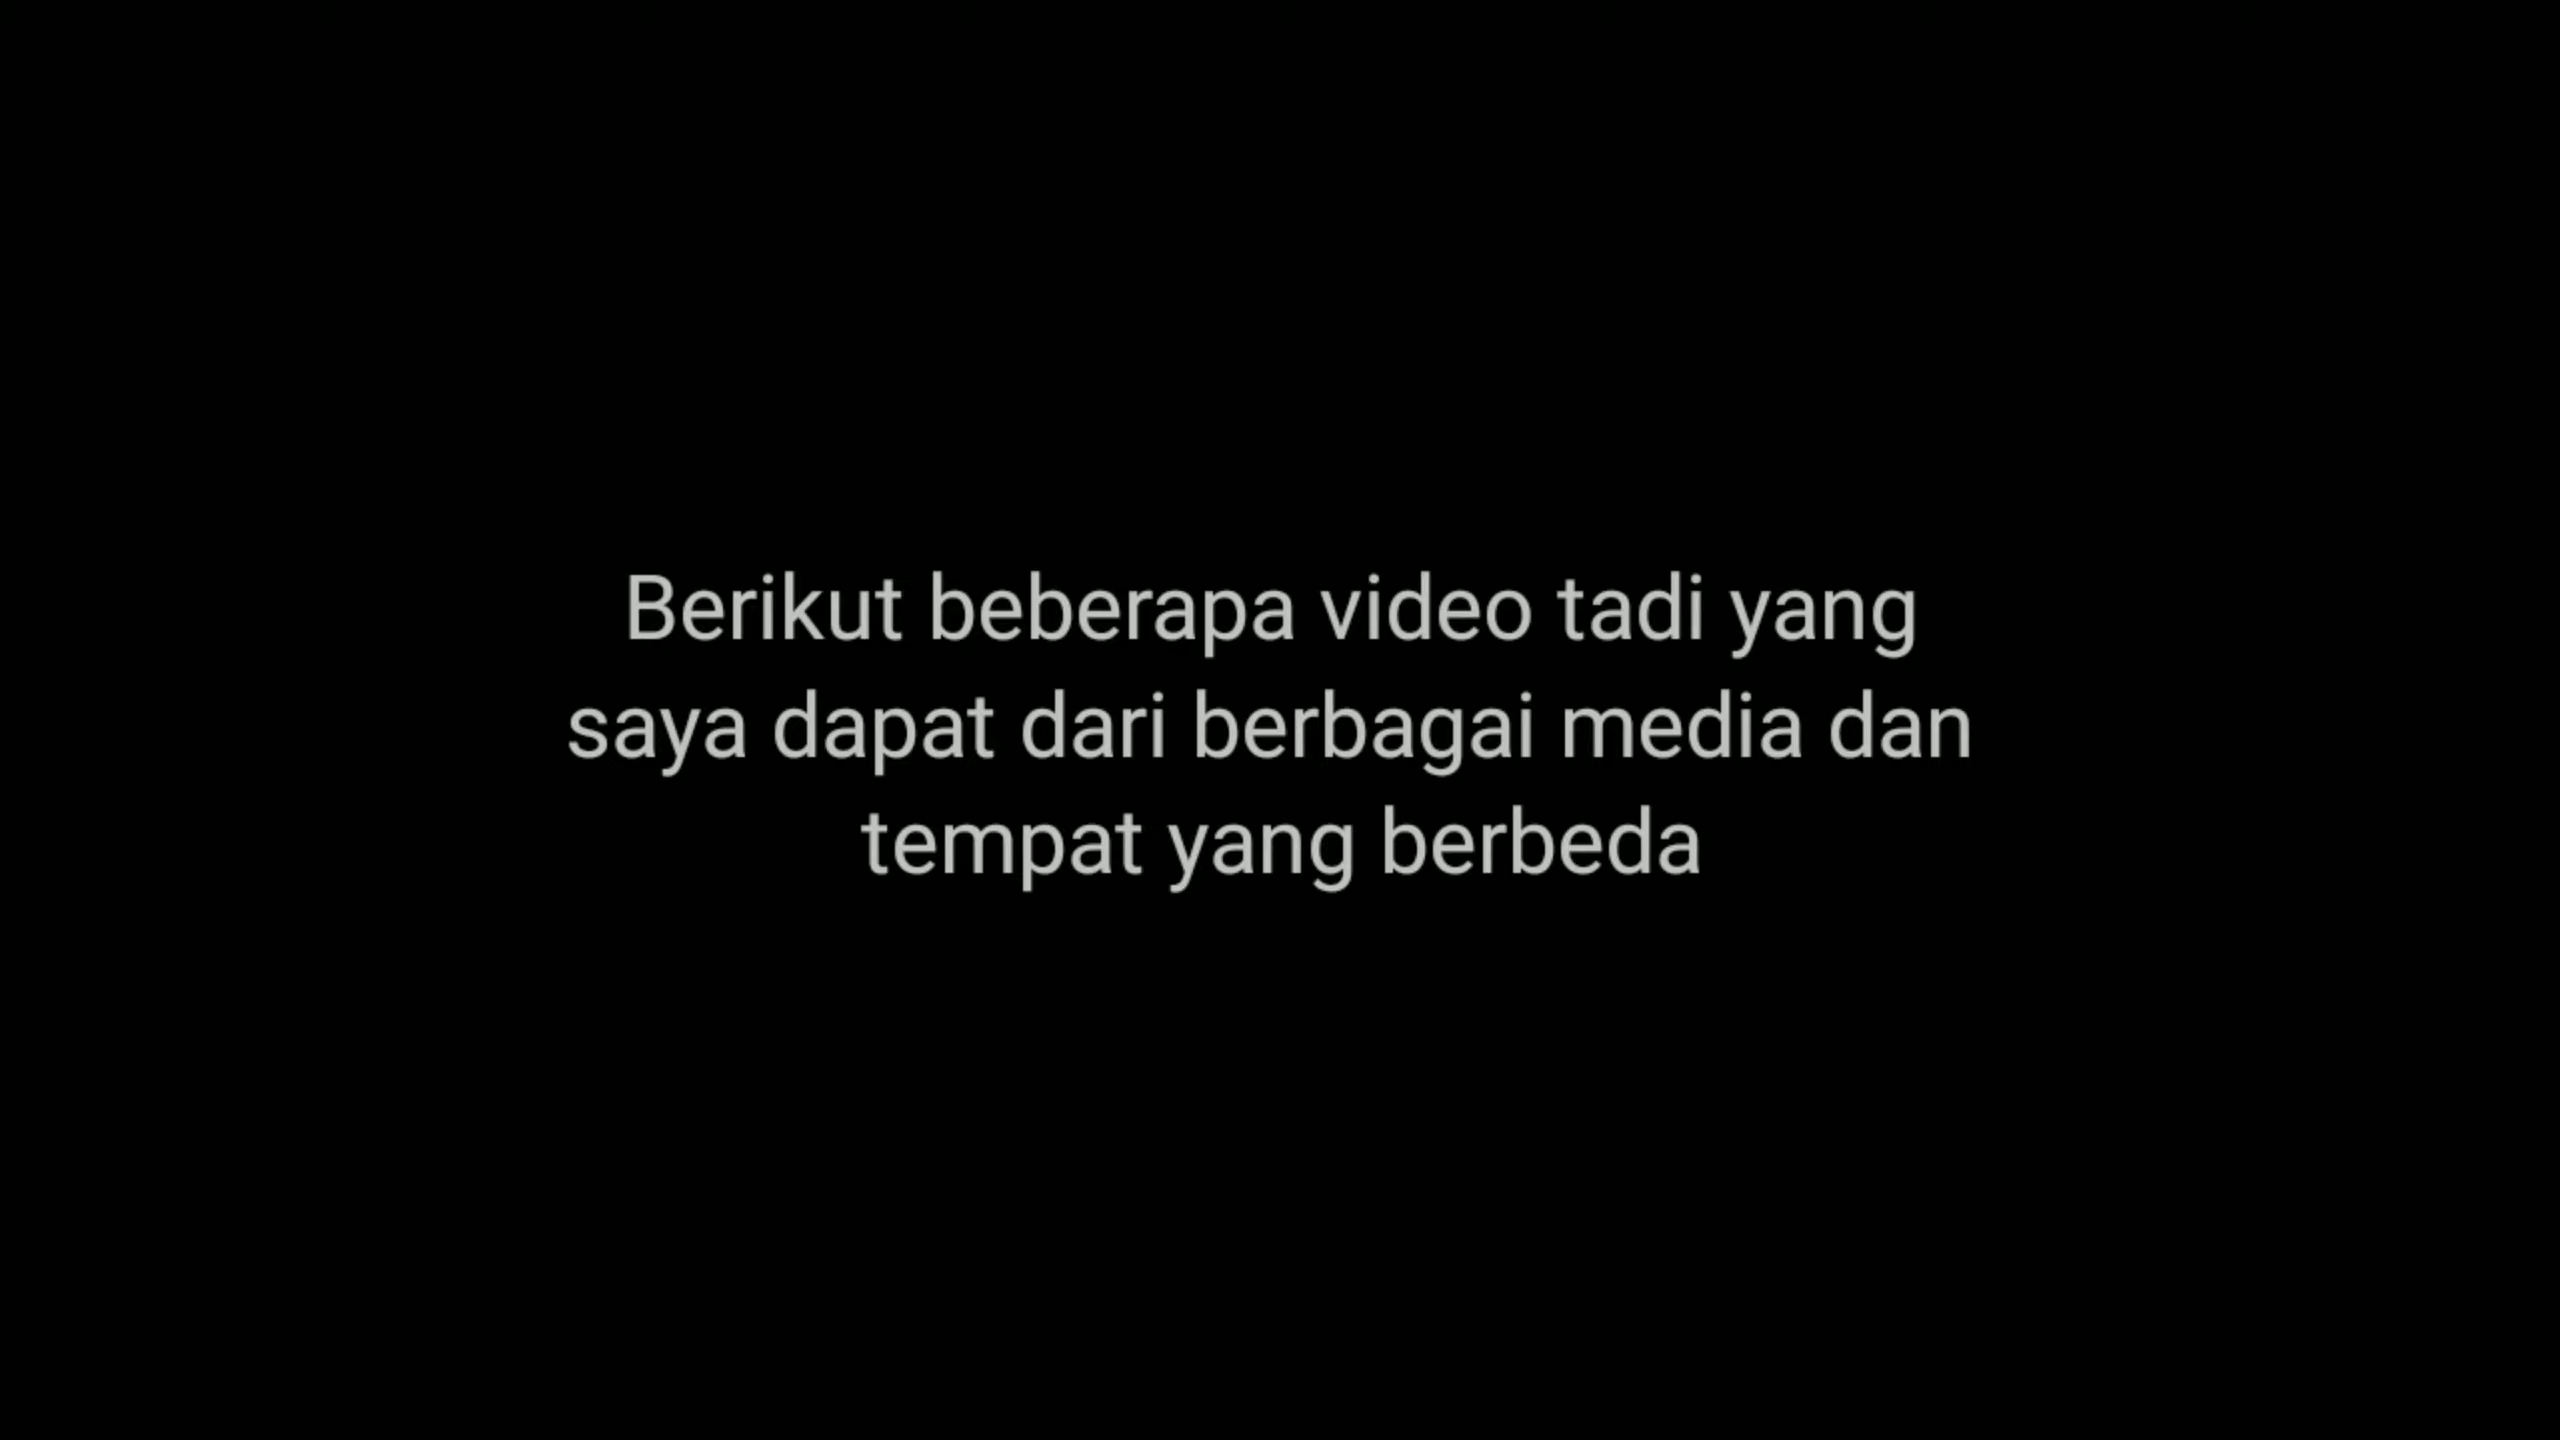 Berikut beberapa video tadi yang
saya dapat dari berbagai media dan
tempat yang berbeda